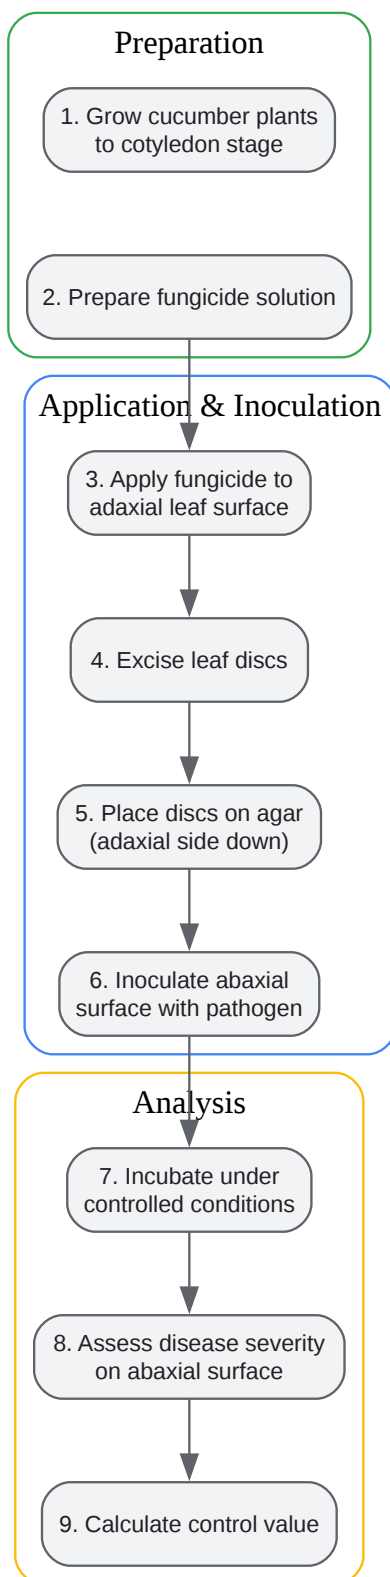 Preparation
1. Grow cucumber plants
to cotyledon stage
2. Prepare fungicide solution
Application & Inoculation
3. Apply fungicide to
adaxial leaf surface
4. Excise leaf discs
5. Place discs on agar
(adaxial side down)
6. Inoculate abaxial
surface with pathogen
Analysis
7. Incubate under
controlled conditions
8. Assess disease severity
on abaxial surface
9. Calculate control value